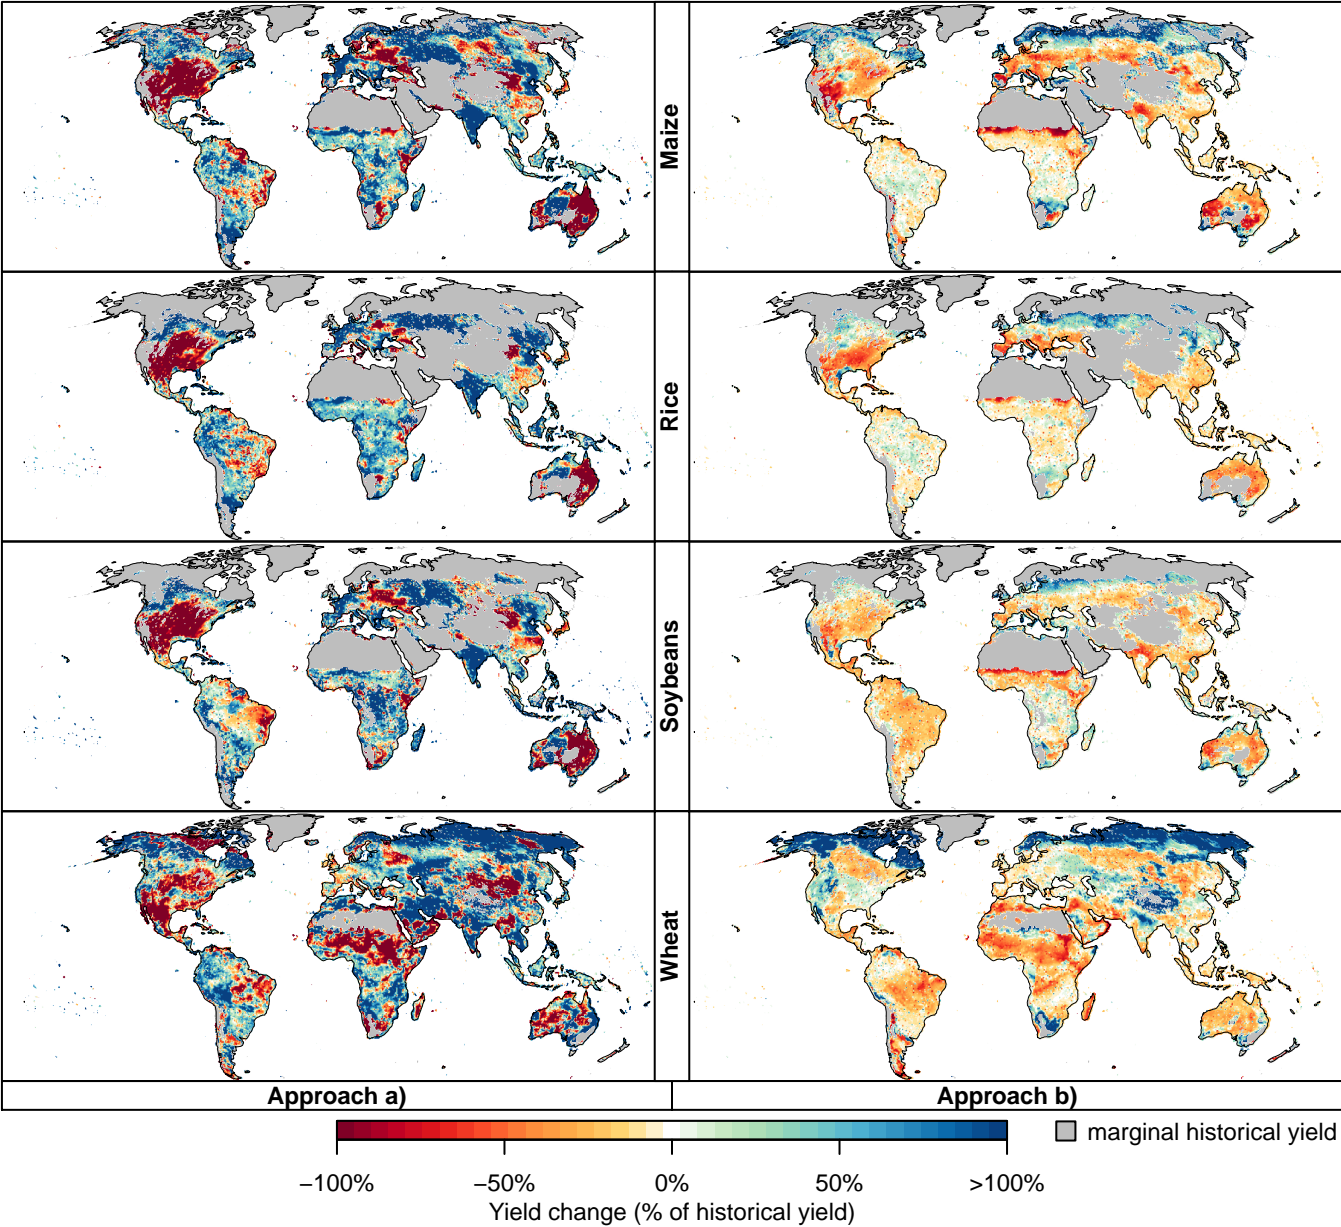 Maize
Rice
Soybeans
Wheat
Approach a)
Approach b)
marginal historical yield
−100%
−50%
0%
50%
>100%
Yield change (% of historical yield)